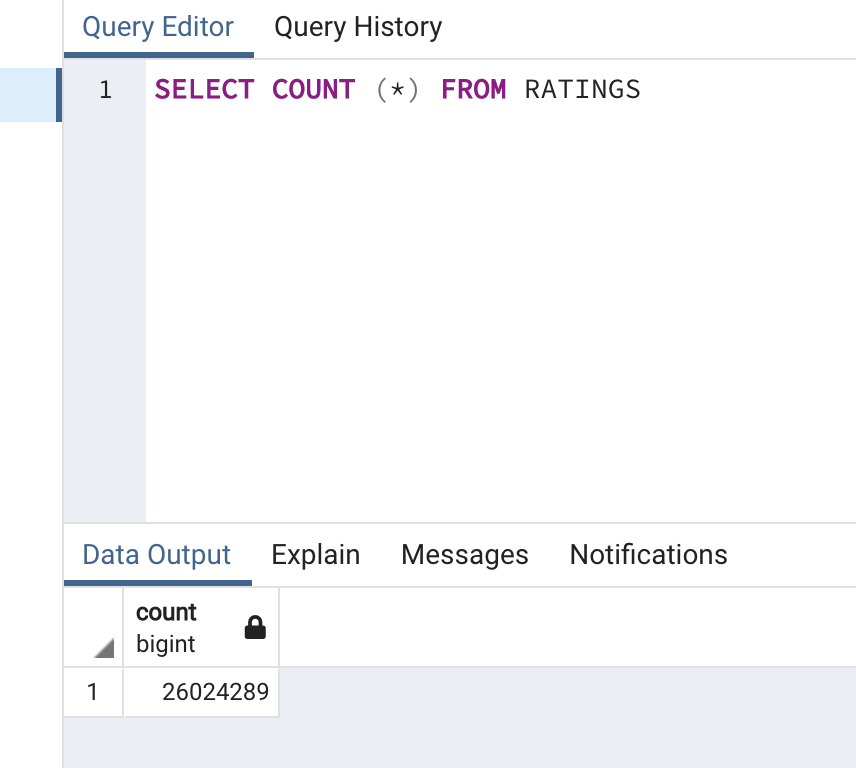 Query Editor Query History
1 SELECT COUNT (*) FROM RATINGS
Data Output Explain Messages Notifications
count
bigint
1 26024289